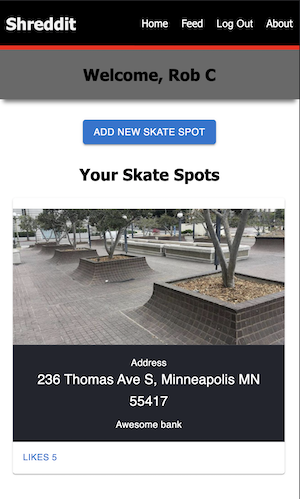 Shreddit Home Feed Log Out About
Welcome, Rob C
ADD NEW SKATE SPOT
Your Skate Spots
Address
236 Thomas Ave S, Minneapolis MN
55417
Awesome bank
LIKES 5